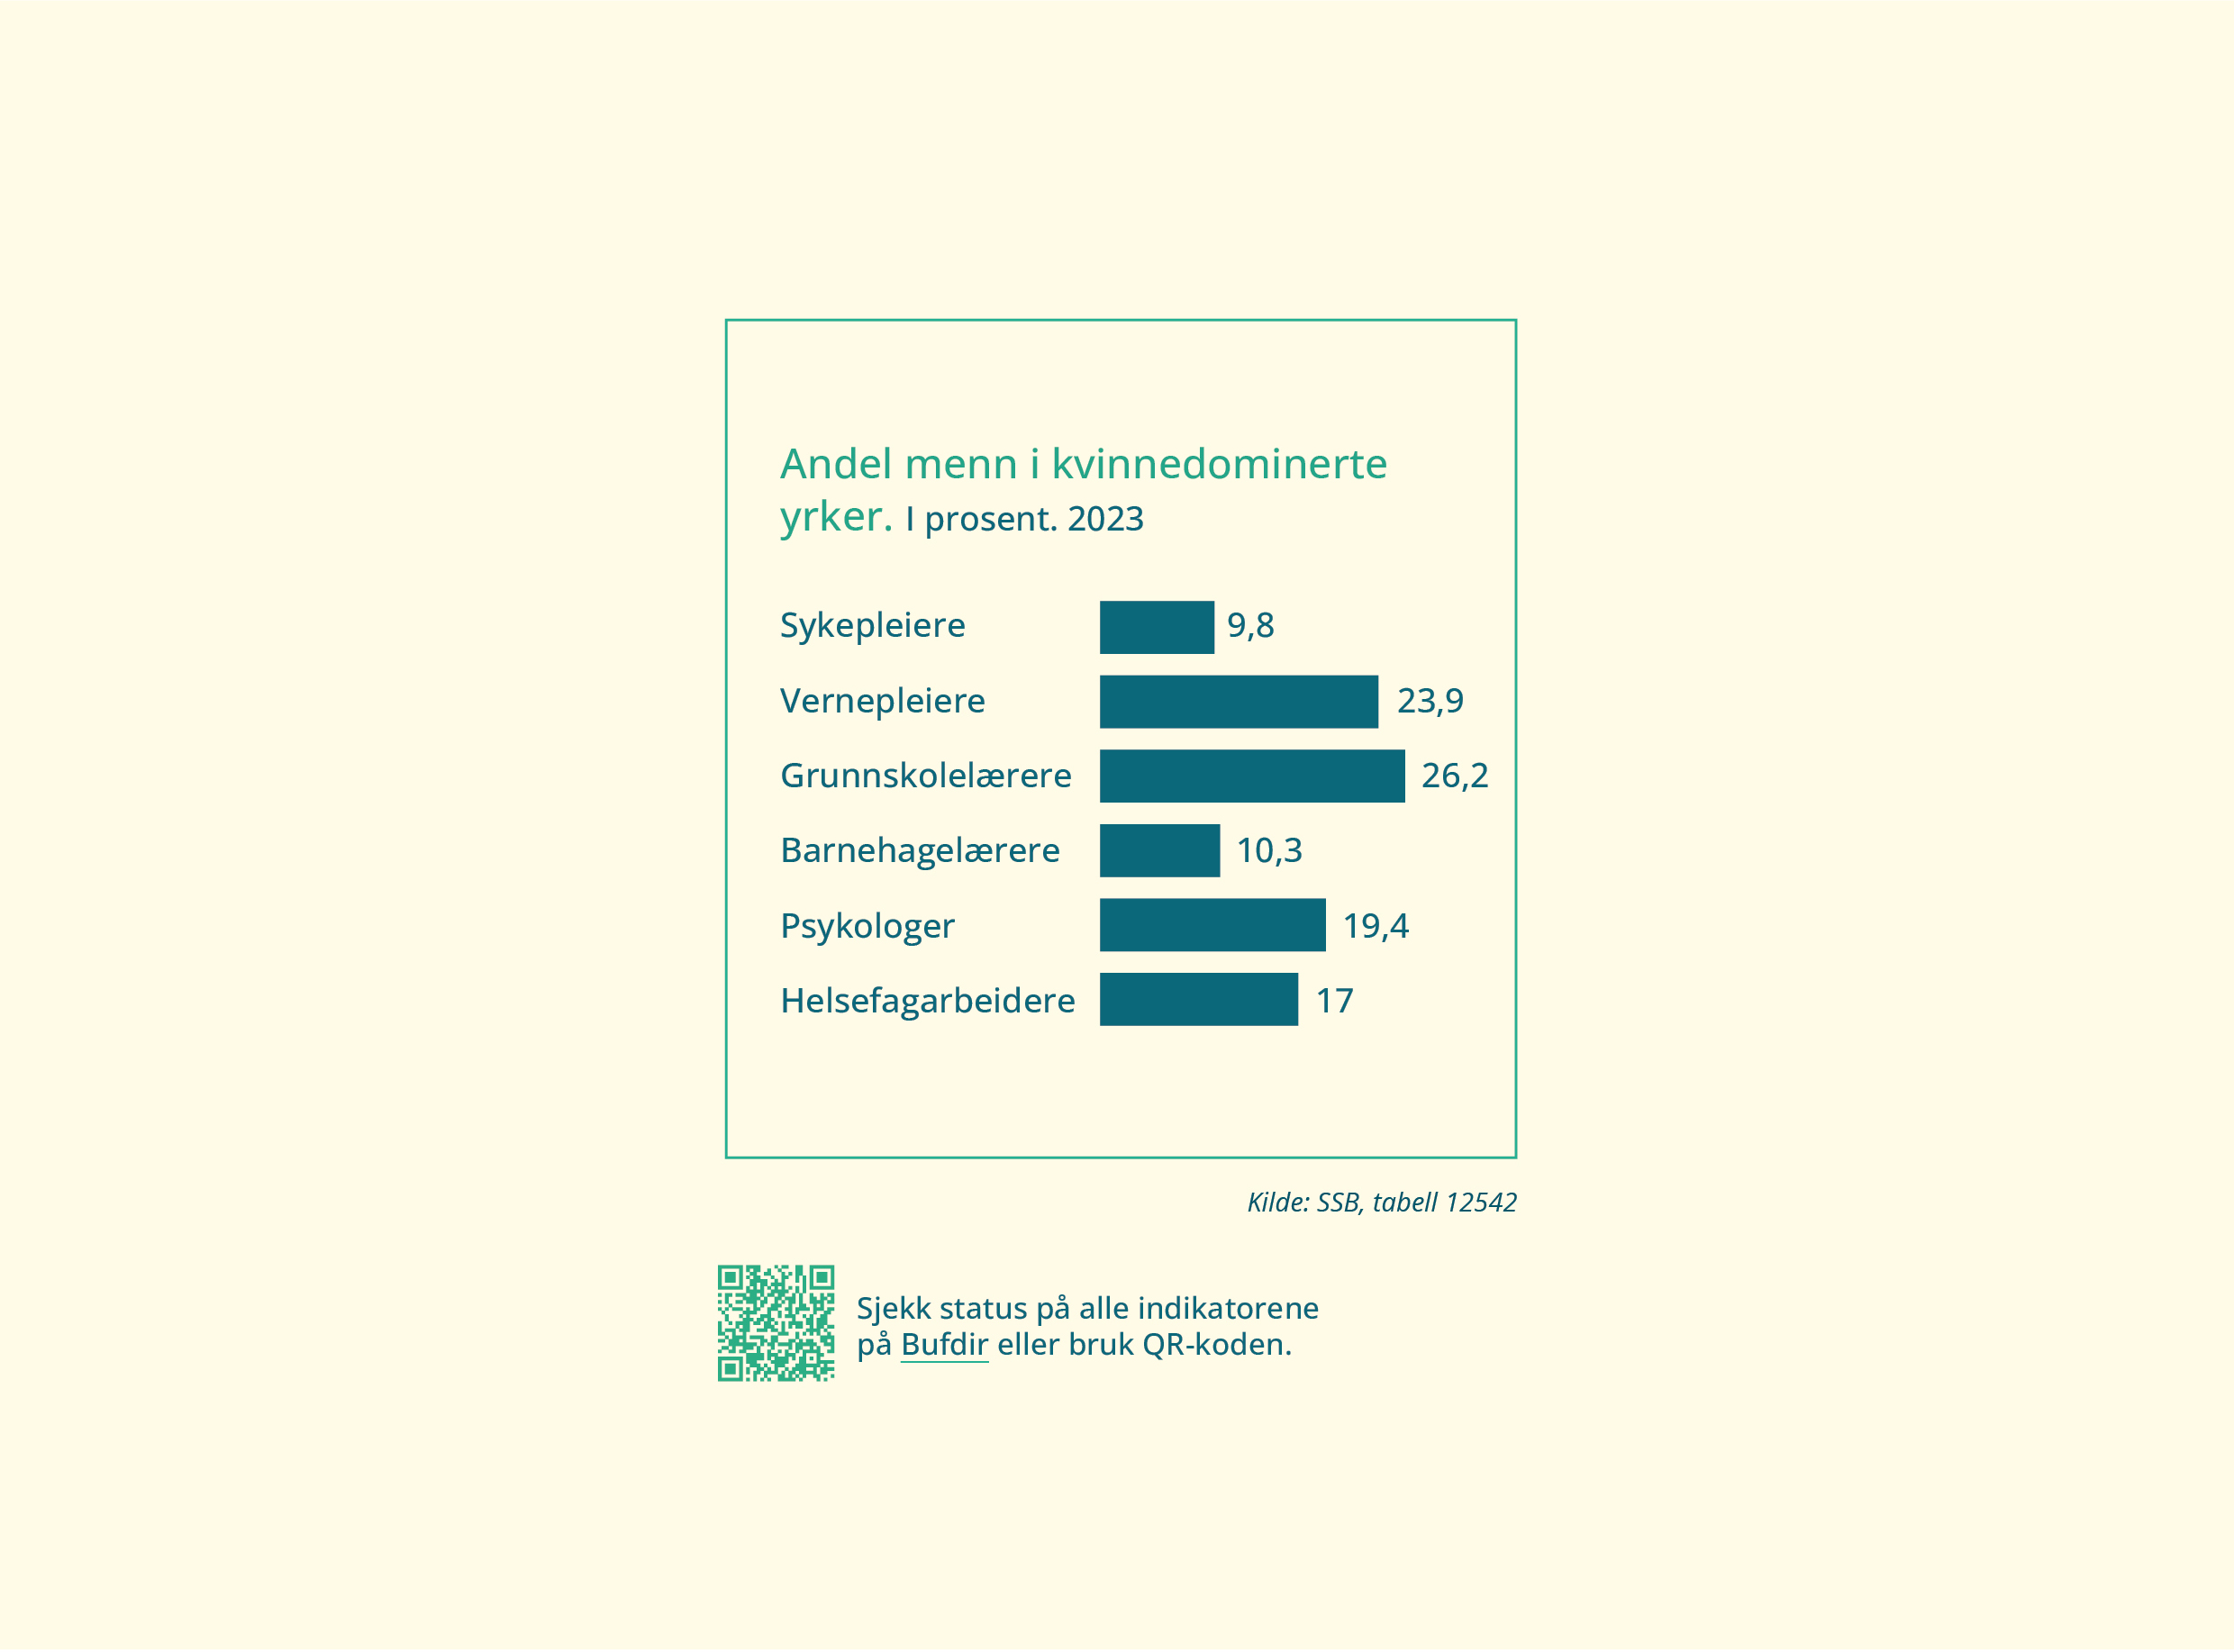 Andel menn i kvinnedominerte
yrker. I prosent. 2023
Sykepleiere 9,8
Vernepleiere 23,9
Grunnskolelærere 26,2
Barnehagelærere 10,3
Psykologer 19,4
Helsefagarbeidere 17
Kilde: SSB, tabell 12542
Sjekk status på alle indikatorene
på Bufdir eller bruk QR-koden.